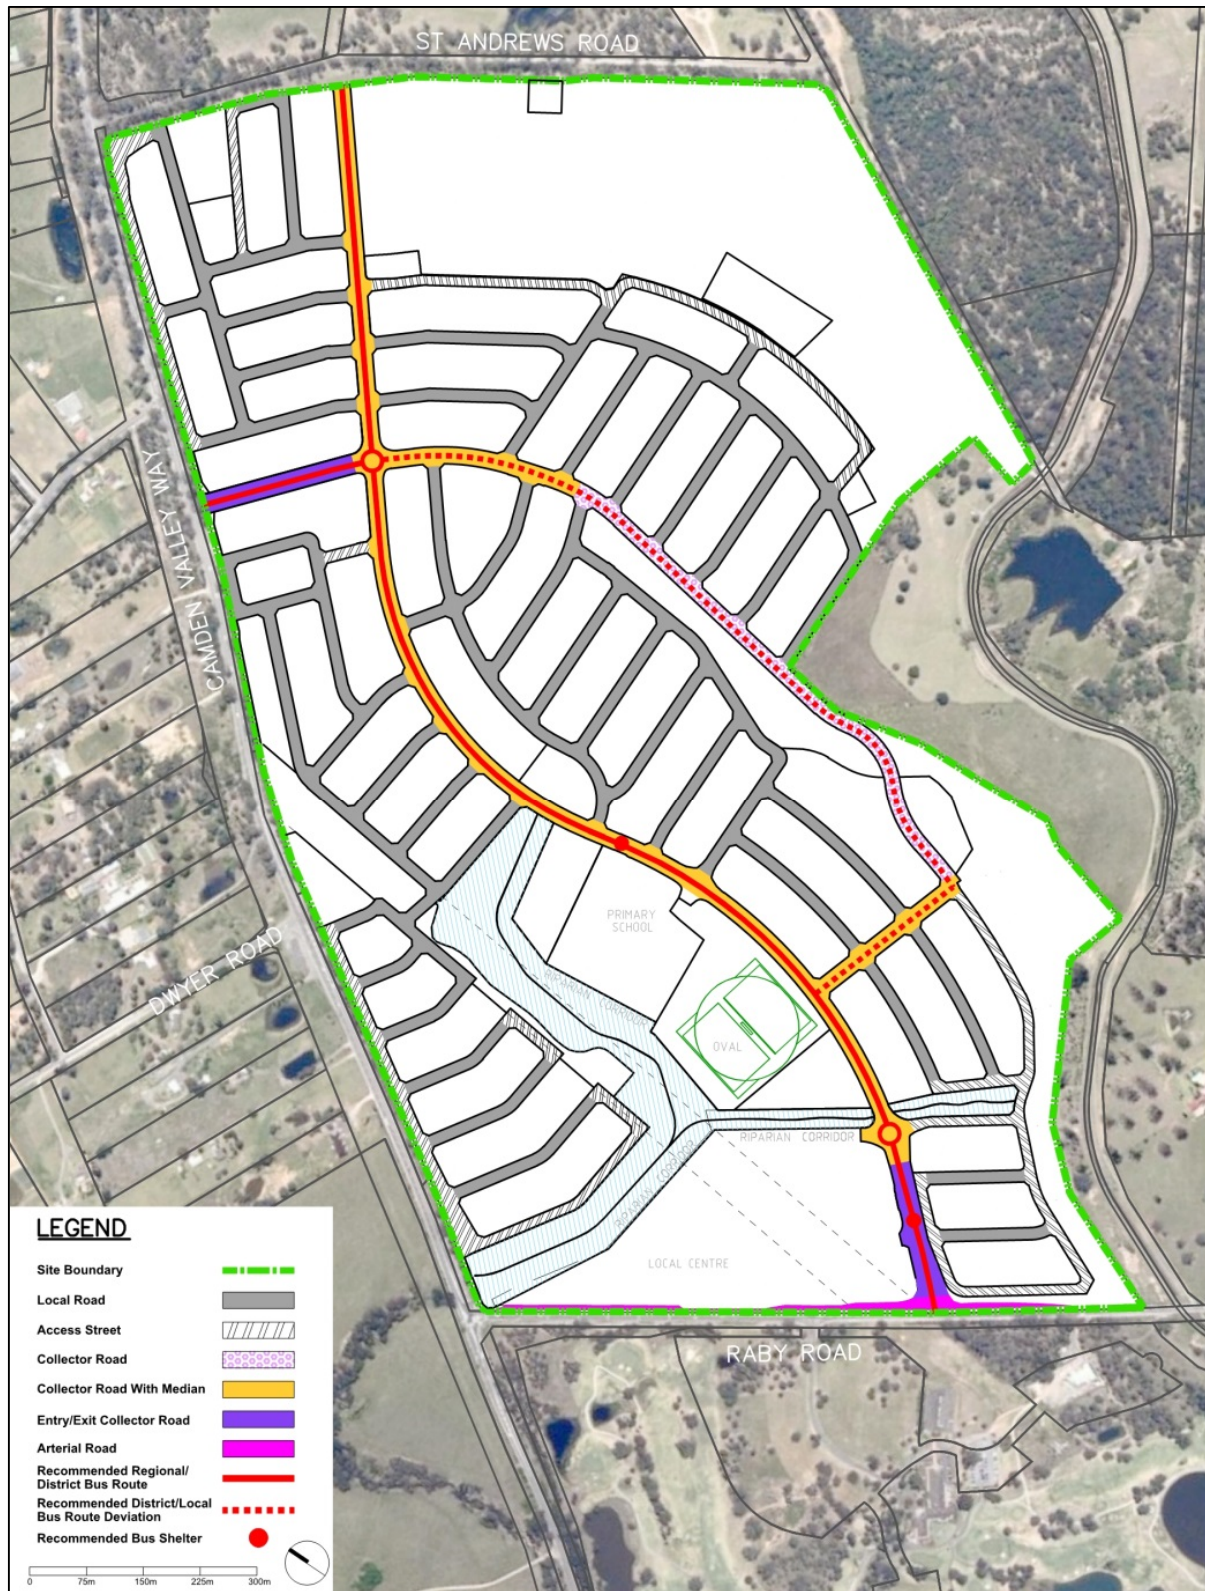 ST ANDREWS ROAD
CAMDEN VALLEY WAY
DWYER ROAD
PRIMARY
SCHOOL
RIPARIAN CORRIDOR
OVAL
RIPARIAN CORRIDOR
RIPARIAN CORRIDOR
LOCAL CENTRE
RABY ROAD
LEGEND
Site Boundary
Local Road
Access Street
Collector Road
Collector Road With Median
Entry/Exit Collector Road
Arterial Road
Recommended Regional/
District Bus Route
Recommended District/Local
Bus Route Deviation
Recommended Bus Shelter
0 75m 150m 225m 300m